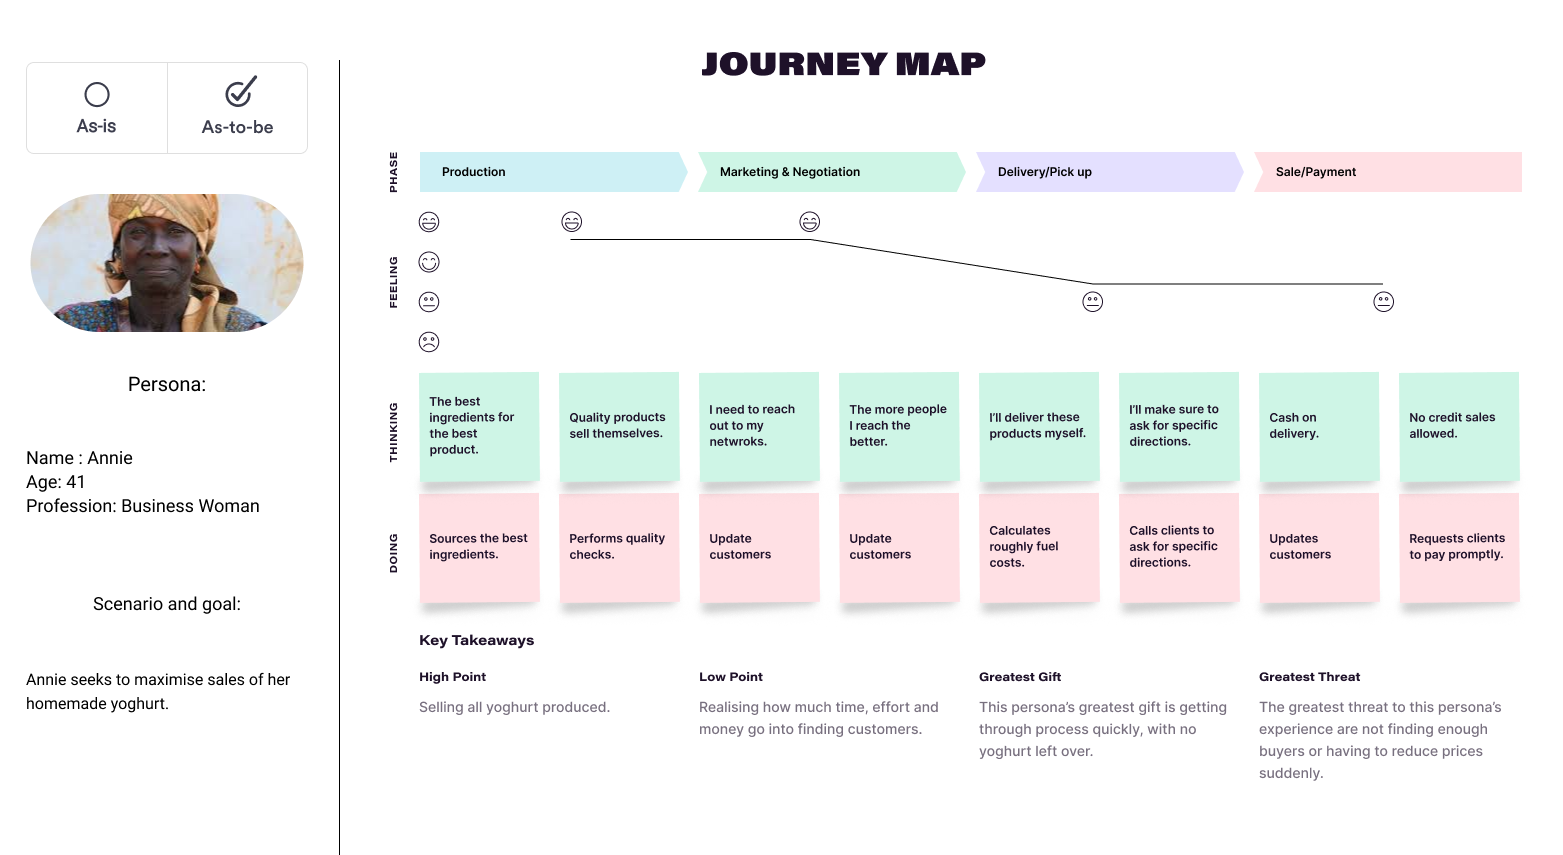 JOURNEY MAP
As-is
As-to-be
Persona:
Name : Annie
Age: 41
Profession: Business Woman
Scenario and goal:
Annie seeks to maximise sales of her
homemade yoghurt.
PHASE
Production
Marketing & Negotiation
Delivery/Pick up
Sale/Payment
FEELING
THINKING
The best
ingredients for
the best
product.
Quality products
sell themselves.
I need to reach
out to my
netwroks.
The more people
I reach the
better.
I'll deliver these
products myself.
I'll make sure to
ask for specific
directions.
Cash on
delivery.
No credit sales
allowed.
DOING
Sources the best
ingredients.
Performs quality
checks.
Update
customers
Update
customers
Calculates
roughly fuel
costs.
Calls clients to
ask for specific
directions.
Updates
customers
Requests clients
to pay promptly.
Key Takeaways
High Point
Selling all yoghurt produced.
Low Point
Realising how much time, effort and
money go into finding customers.
Greatest Gift
This persona's greatest gift is getting
through process quickly, with no
yoghurt left over.
Greatest Threat
The greatest threat to this persona's
experience are not finding enough
buyers or having to reduce prices
suddenly.